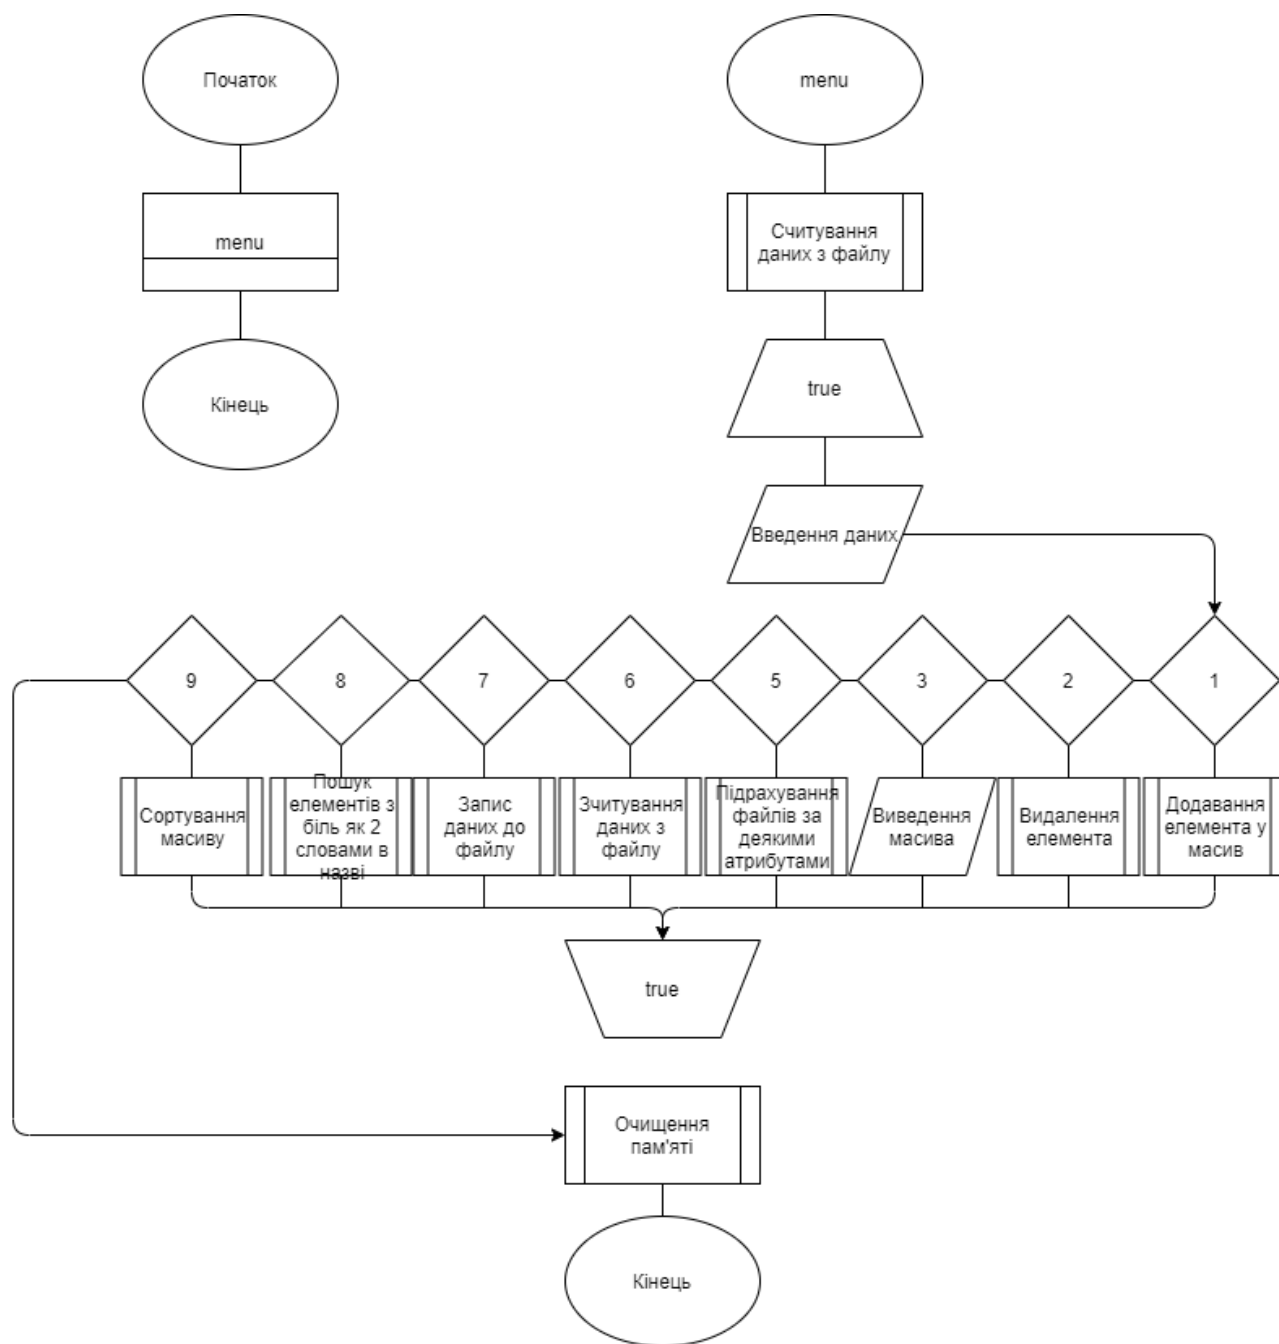 Початок
menu
Кінець
menu
Считування
даних з файлу
true
Введення даних
9
8
7
6
5
3
2
1
Сортування
масиву
Пошук
елементів з
біль як 2
словами в
назві
Запис
даних до
файлу
Зчитування
даних з
файлу
Підрахування
файлів за
деякими
атрибутами
Виведення
масива
Видалення
елемента
Додавання
елемента у
масив
true
Очищення
пам'яті
Кінець